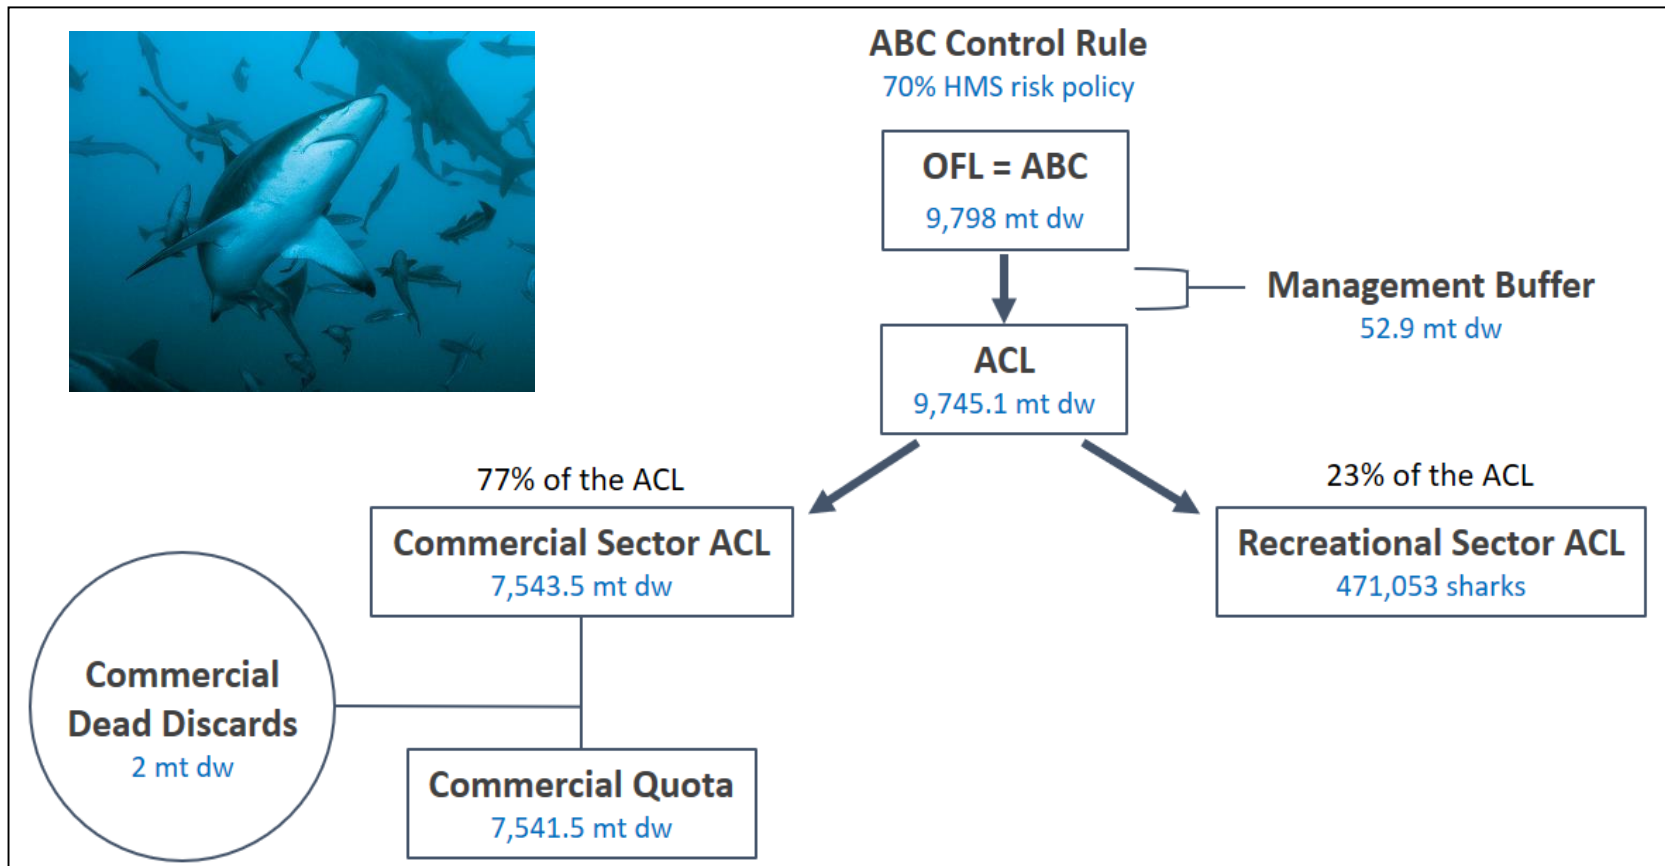 ABC Control Rule
70% HMS risk policy
OFL = ABC
9,798 mt dw
Management Buffer
52.9 mt dw
ACL
9,745.1 mt dw
77% of the ACL
23% of the ACL
Commercial Sector ACL
7,543.5 mt dw
Recreational Sector ACL
471,053 sharks
Commercial
Dead Discards
2 mt dw
Commercial Quota
7,541.5 mt dw